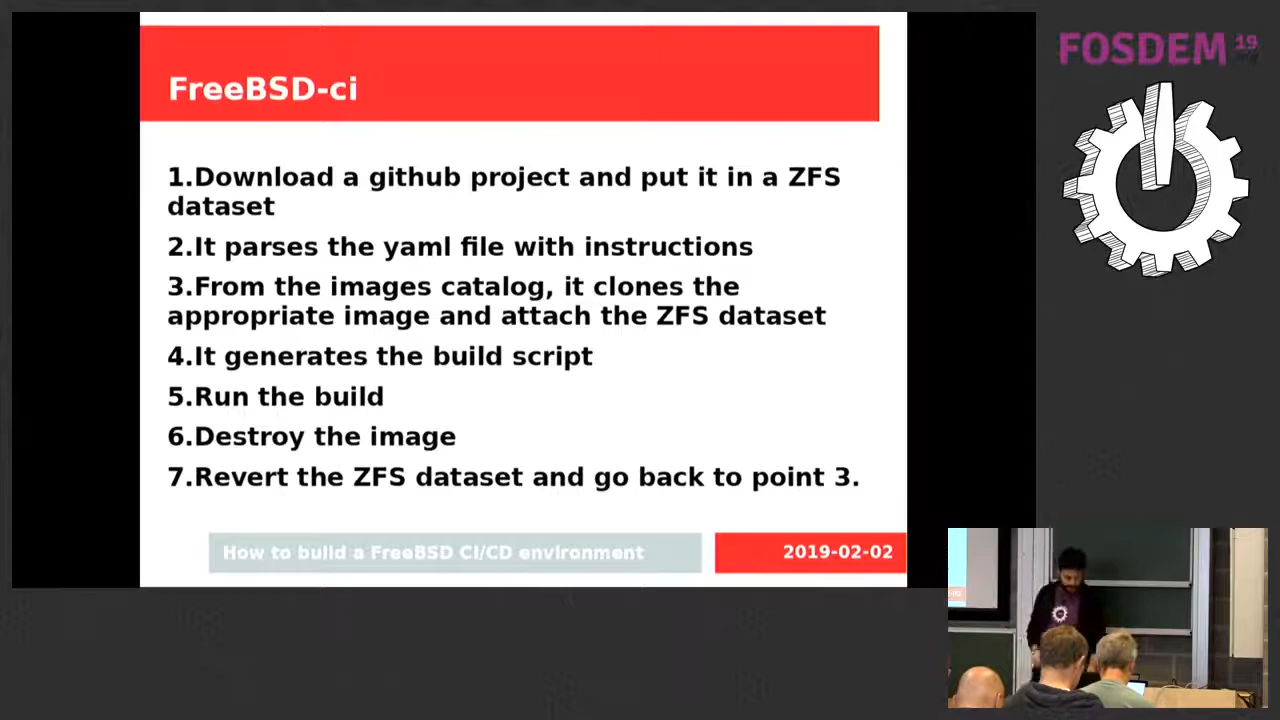 FreeBSD-ci
1.Download a github project and put it in a ZFS
dataset
2.It parses the yaml file with instructions
3.From the images catalog, it clones the
appropriate image and attach the ZFS dataset
4.It generates the build script
5.Run the build
6.Destroy the image
7.Revert the ZFS dataset and go back to point 3.
How to build a FreeBSD CI/CD environment
2019-02-02
FOSDEM 19